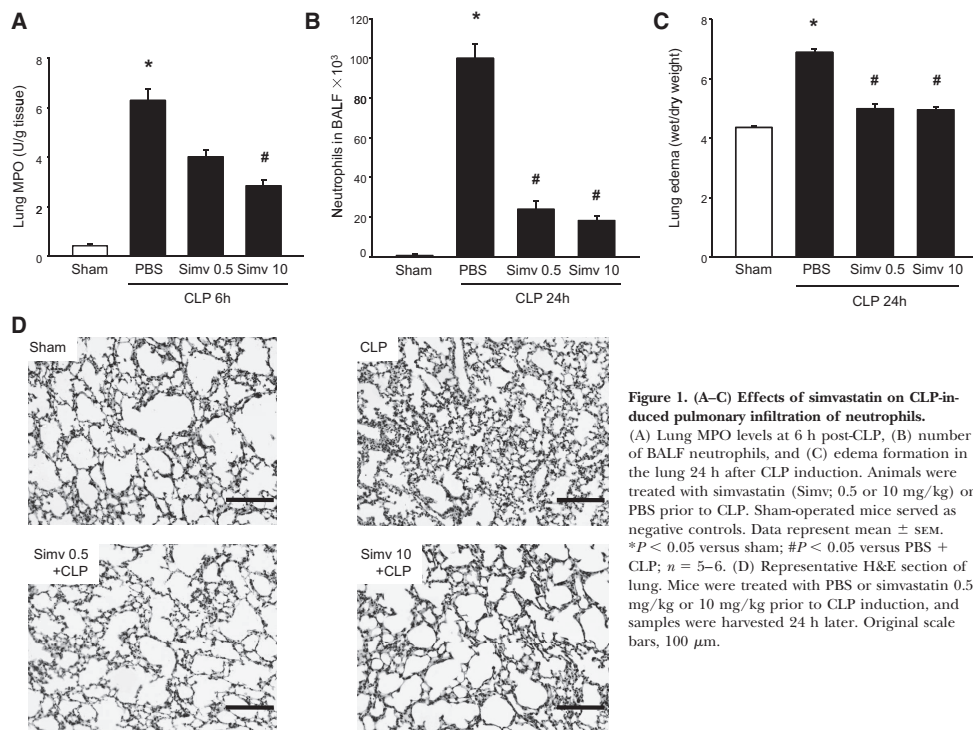 A
Lung MPO (U/g tissue)
8
6
4
2
0
*
#
Sham PBS Simv 0.5 Simv 10
CLP 6h
B
Neutrophils in BALF ×10³
120
100
80
60
40
20
0
*
#
#
Sham PBS Simv 0.5 Simv 10
CLP 24h
C
Lung edema (wet/dry weight)
8
6
4
2
0
*
#
#
Sham PBS Simv 0.5 Simv 10
CLP 24h
D
Sham
CLP
Simv 0.5
+CLP
Simv 10
+CLP
Figure 1. (A–C) Effects of simvastatin on CLP-in-
duced pulmonary infiltration of neutrophils.
(A) Lung MPO levels at 6 h post-CLP, (B) number
of BALF neutrophils, and (C) edema formation in
the lung 24 h after CLP induction. Animals were
treated with simvastatin (Simv; 0.5 or 10 mg/kg) or
PBS prior to CLP. Sham-operated mice served as
negative controls. Data represent mean ± SEM.
*P < 0.05 versus sham; #P < 0.05 versus PBS +
CLP; n = 5–6. (D) Representative H&E section of
lung. Mice were treated with PBS or simvastatin 0.5
mg/kg or 10 mg/kg prior to CLP induction, and
samples were harvested 24 h later. Original scale
bars, 100 μm.